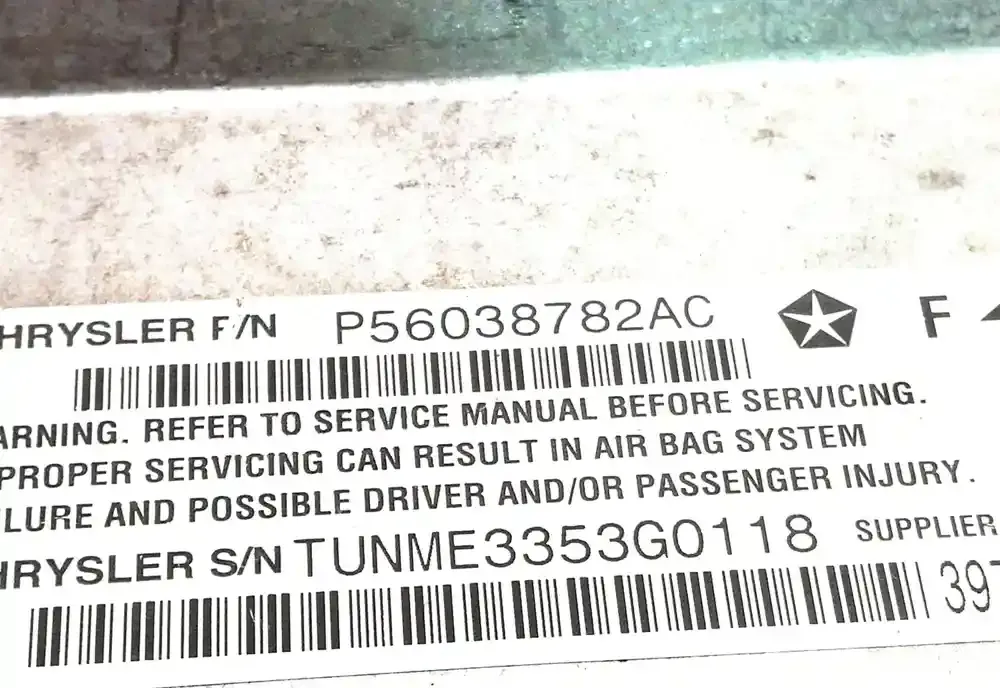 HRYSLER P/N P56038782AC F
ARNING. REFER TO SERVICE MANUAL BEFORE SERVICING.
PROPER SERVICING CAN RESULT IN AIR BAG SYSTEM
LURE AND POSSIBLE DRIVER AND/OR PASSENGER INJURY.
HRYSLER S/N TUNME3353G0118 SUPPLIER
397